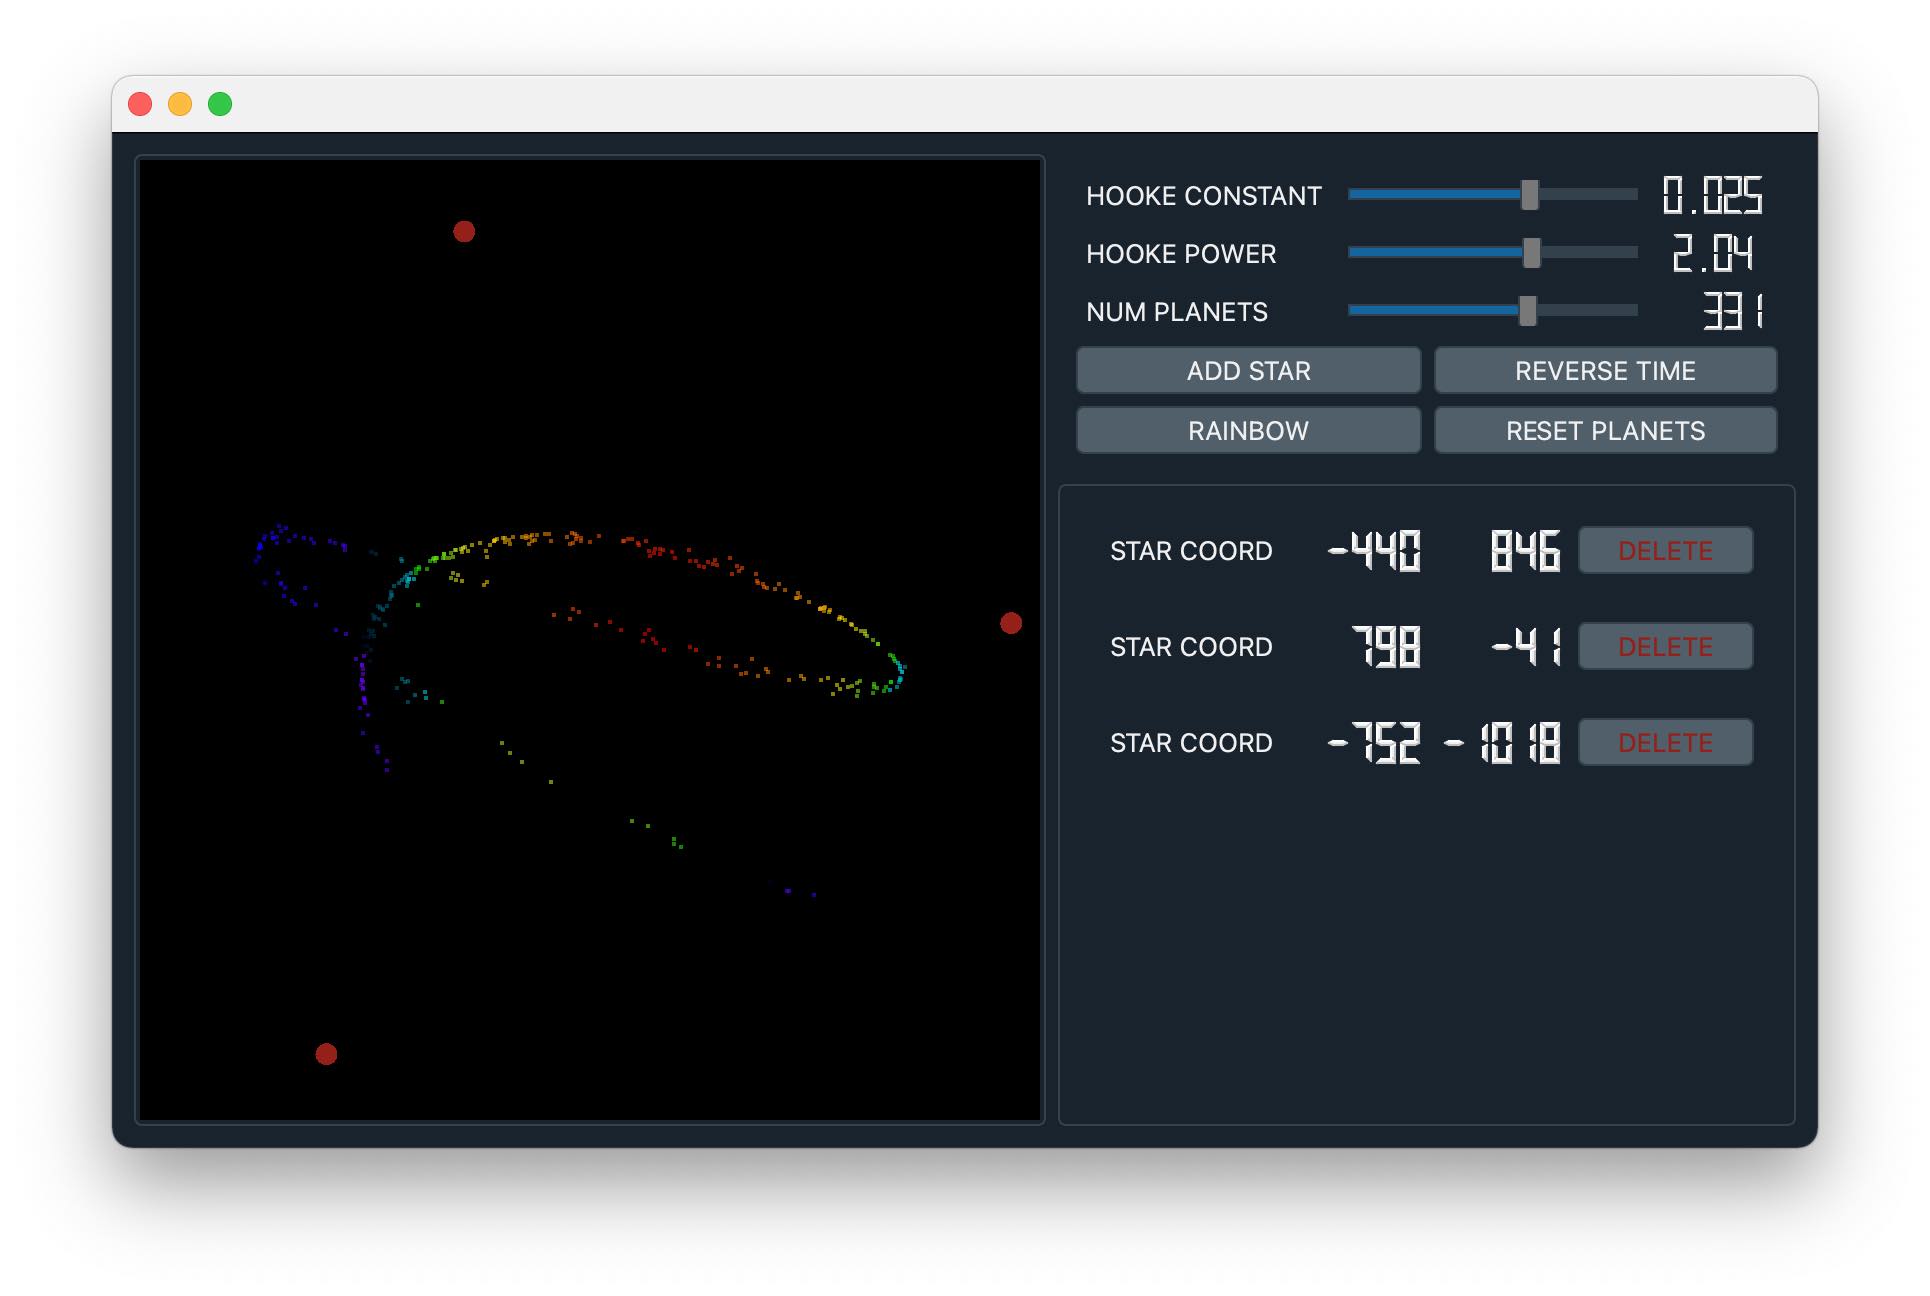 HOOKE CONSTANT 0.025
HOOKE POWER 2.04
NUM PLANETS 331
ADD STAR REVERSE TIME
RAINBOW RESET PLANETS
STAR COORD -440 846 DELETE
STAR COORD 798 -41 DELETE
STAR COORD -752 -1018 DELETE